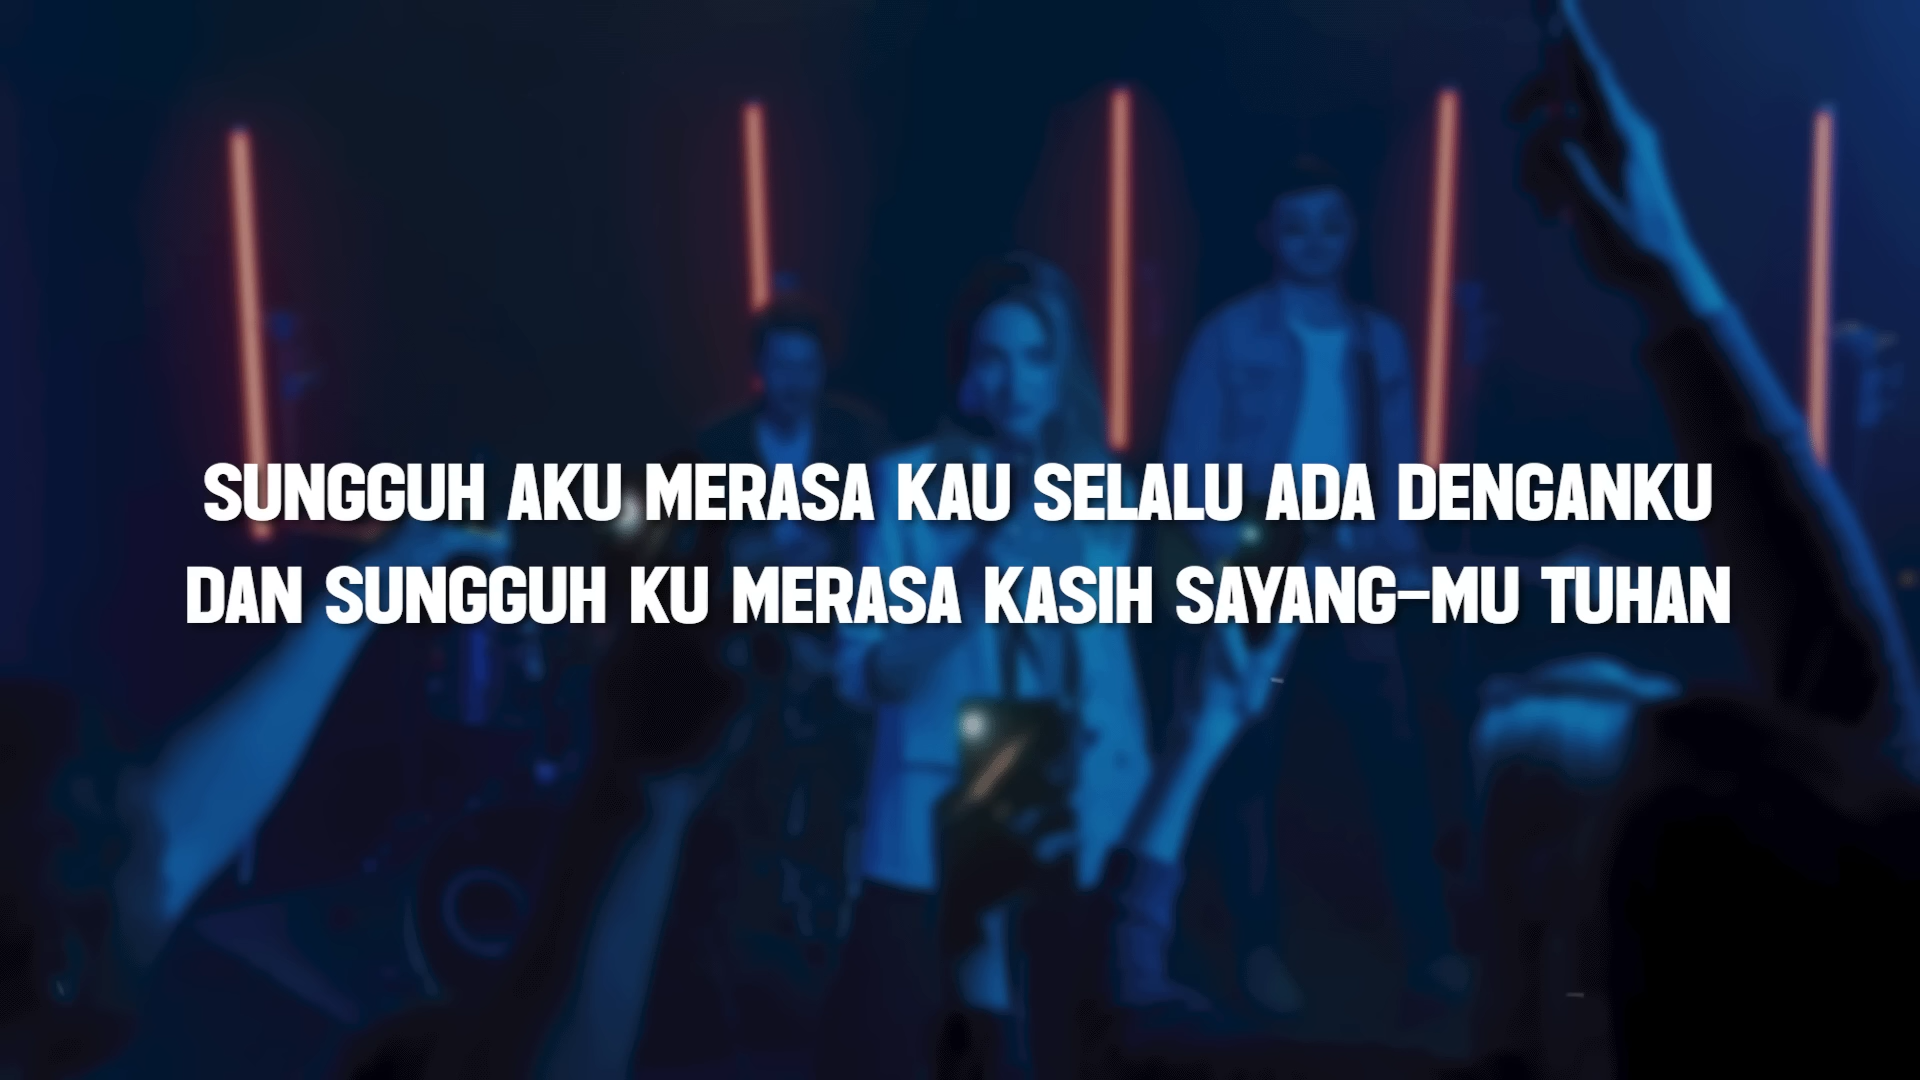 SUNGGUH AKU MERASA KAU SELALU ADA DENGANKU
DAN SUNGGUH KU MERASA KASIH SAYANG-MU TUHAN